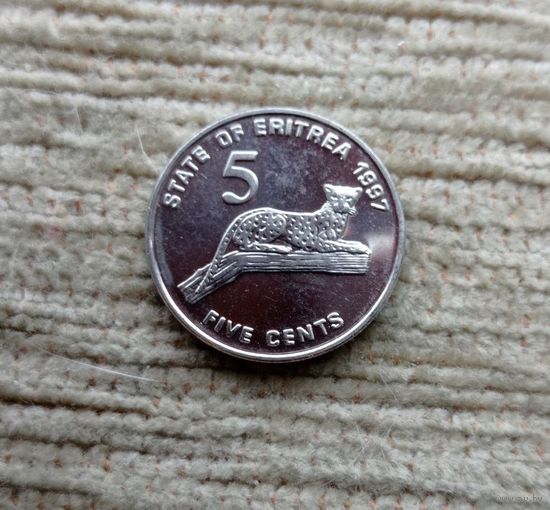 STATE OF ERITREA 1997
5
FIVE CENTS